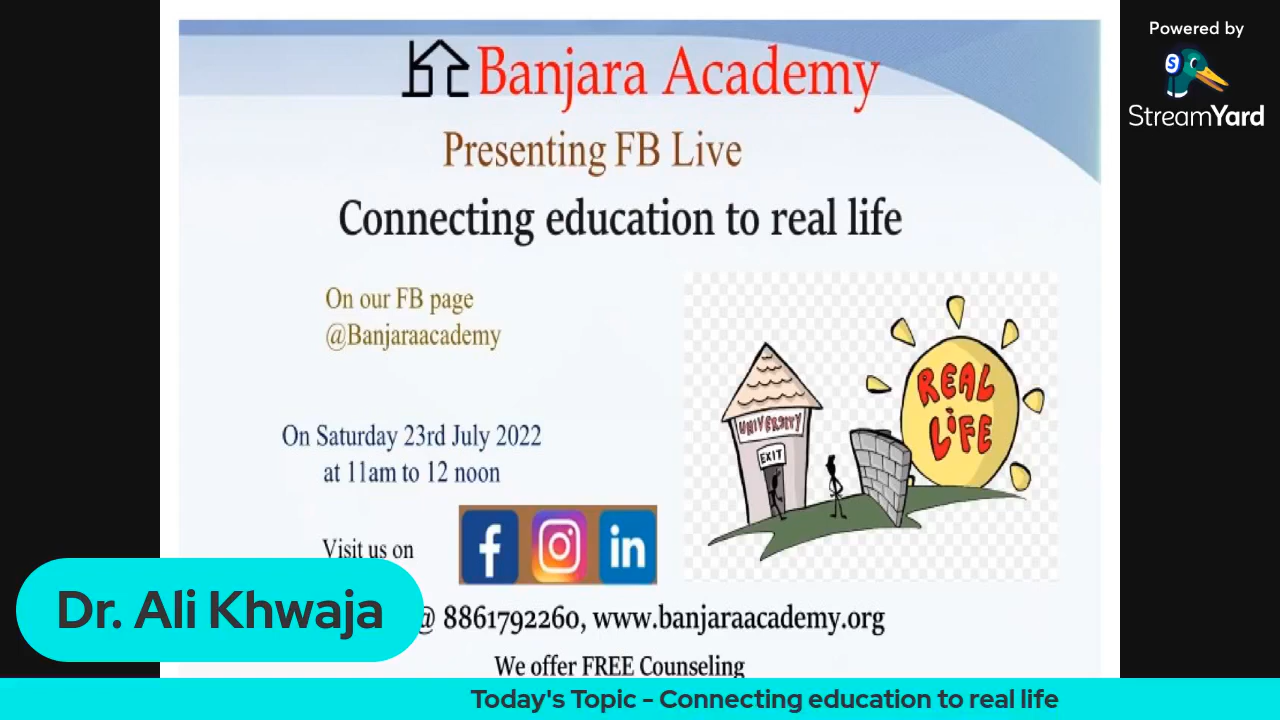 Powered by
StreamYard
Banjara Academy
Presenting FB Live
Connecting education to real life
On our FB page
@Banjaraacademy
REAL
LIFE
UNIVERSITY
EXIT
On Saturday 23rd July 2022
at 11am to 12 noon
Visit us on
@ 8861792260, www.banjaraacademy.org
Dr. Ali Khwaja
We offer FREE Counseling
Today's Topic - Connecting education to real life